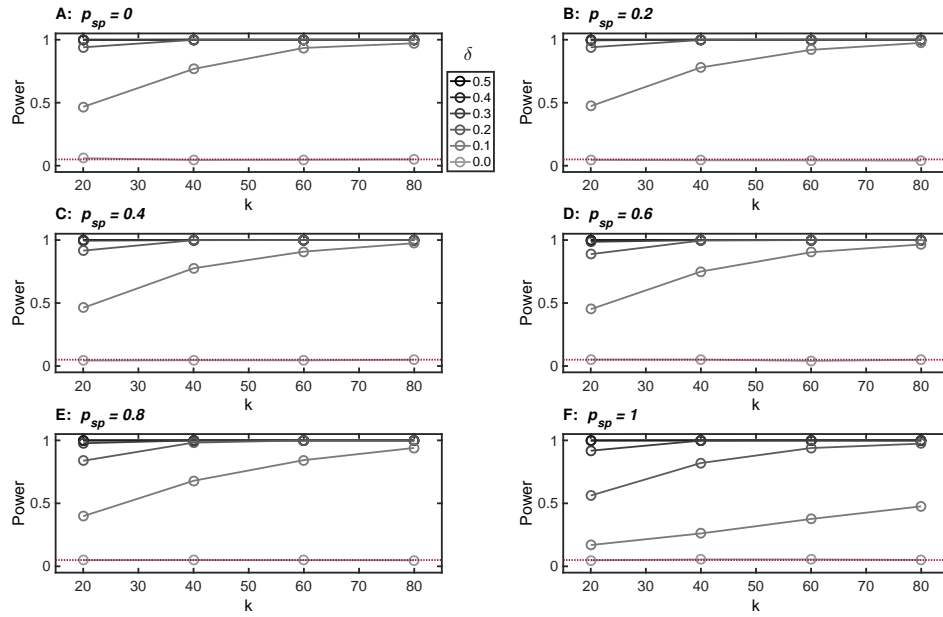 A: p_sp = 0
1
0.5
0
Power
20 30 40 50 60 70 80
k
δ
0.5
0.4
0.3
0.2
0.1
0.0
B: p_sp = 0.2
1
0.5
0
Power
20 30 40 50 60 70 80
k
C: p_sp = 0.4
1
0.5
0
Power
20 30 40 50 60 70 80
k
D: p_sp = 0.6
1
0.5
0
Power
20 30 40 50 60 70 80
k
E: p_sp = 0.8
1
0.5
0
Power
20 30 40 50 60 70 80
k
F: p_sp = 1
1
0.5
0
Power
20 30 40 50 60 70 80
k